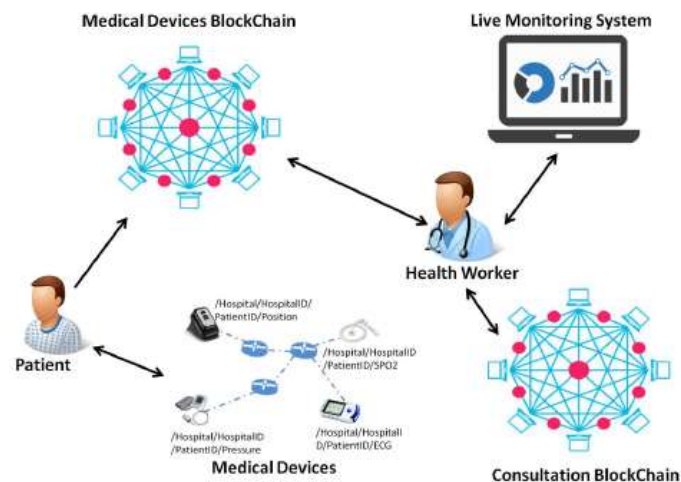 Medical Devices BlockChain
Live Monitoring System
Health Worker
Patient
/Hospital/HospitalID/
PatientID/Position
/Hospital/HospitalID
/PatientID/SPO2
/Hospital/HospitalID
/PatientID/Pressure
/Hospital/HospitalI
D/PatientID/ECG
Medical Devices
Consultation BlockChain